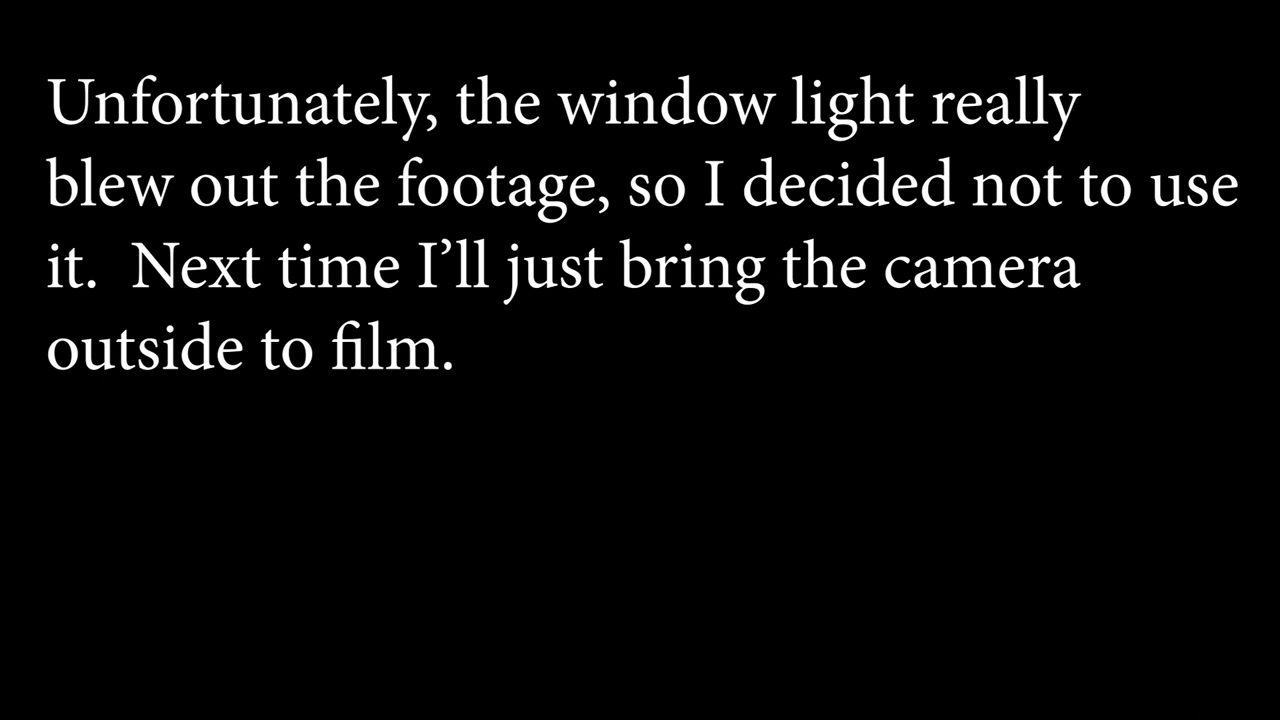 Unfortunately, the window light really
blew out the footage, so I decided not to use
it.  Next time I’ll just bring the camera
outside to film.